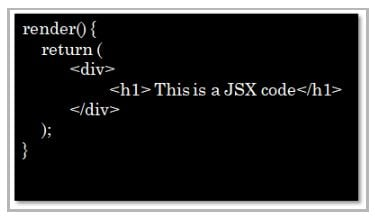 render() {
return (
<div>
<h1> This is a JSX code</h1>
</div>
);
}